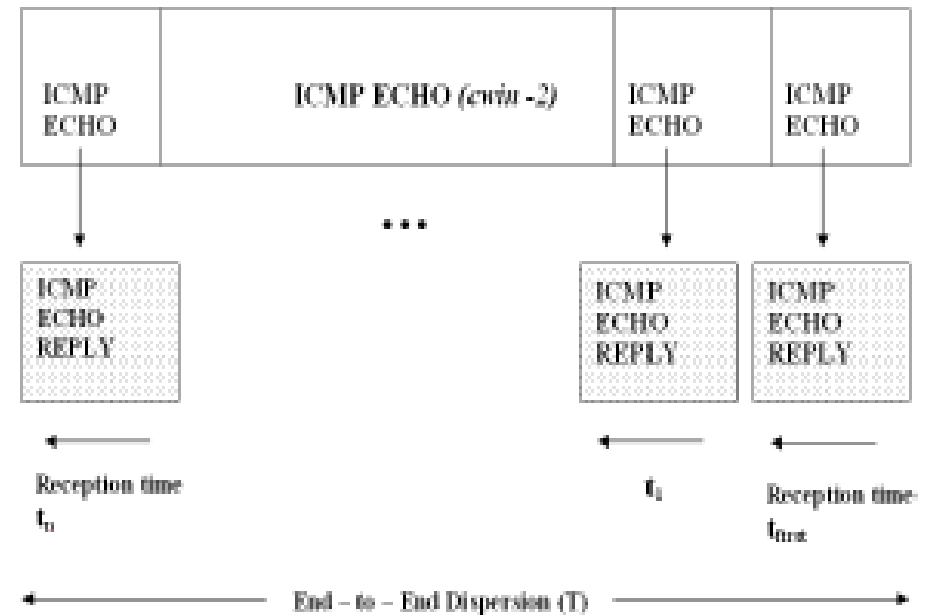 ICMP
ECHO
ICMP ECHO (cwin -2)
ICMP
ECHO
ICMP
ECHO
...
ICMP
ECHO
REPLY
ICMP
ECHO
REPLY
ICMP
ECHO
REPLY
Reception time
tn
Reception time
tfirst
End – to – End Dispersion (T)